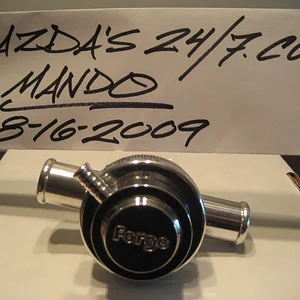 AZDA'S 24/7.CO
MANDO
8-16-2009
Forge